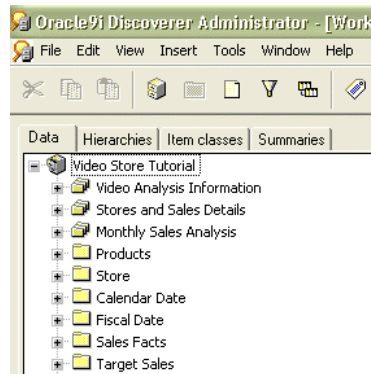 Oracle9i Discoverer Administrator - [Work
File Edit View Insert Tools Window Help
Data Hierarchies Item classes Summaries
Video Store Tutorial
Video Analysis Information
Stores and Sales Details
Monthly Sales Analysis
Products
Store
Calendar Date
Fiscal Date
Sales Facts
Target Sales